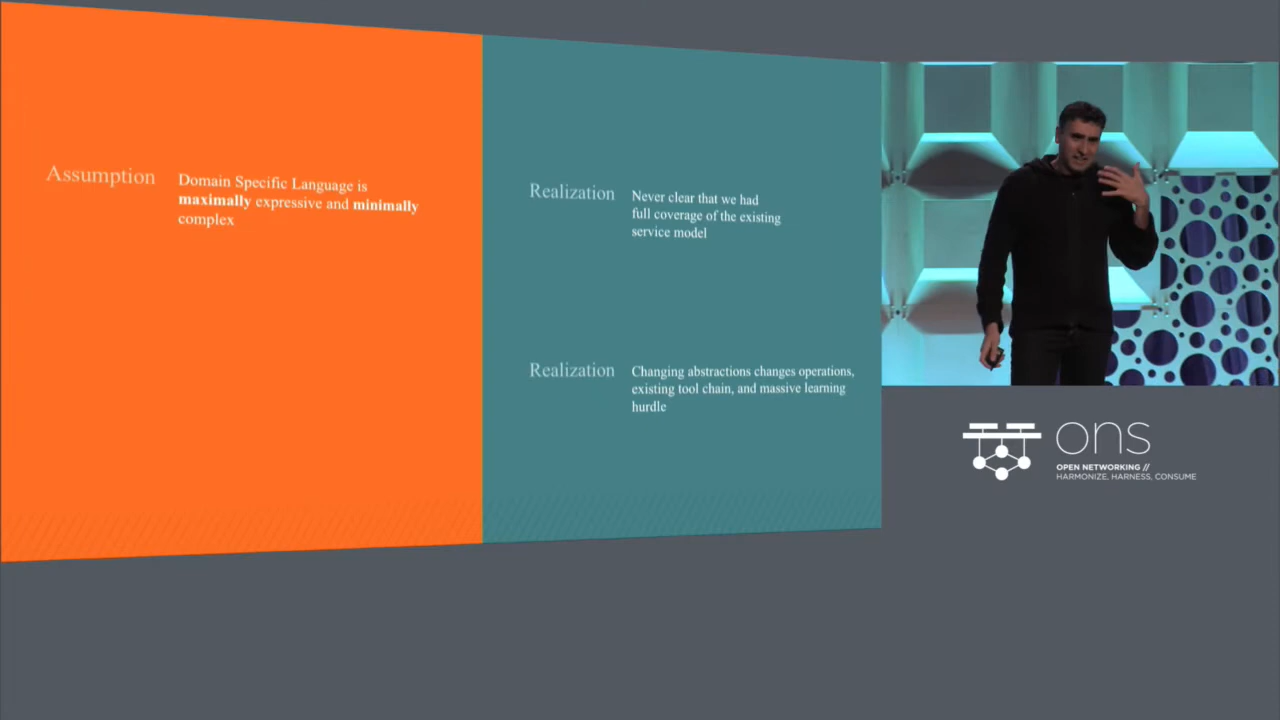 Assumption
Domain Specific Language is
maximally expressive and minimally
complex
Realization
Never clear that we had
full coverage of the existing
service model
Realization
Changing abstractions changes operations,
existing tool chain, and massive learning
hurdle
ons
OPEN NETWORKING //
HARMONIZE, HARNESS, CONSUME